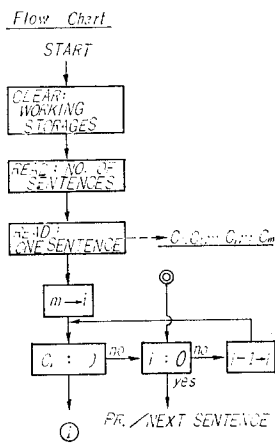 Flow Chart
START
CLEAR:
WORKING
STORAGES
READ: NO. OF
SENTENCES
READ:
ONE SENTENCE
m→i
Ci : )
no
i : 0
no
i-1→i
yes
i
PR. / NEXT SENTENCE